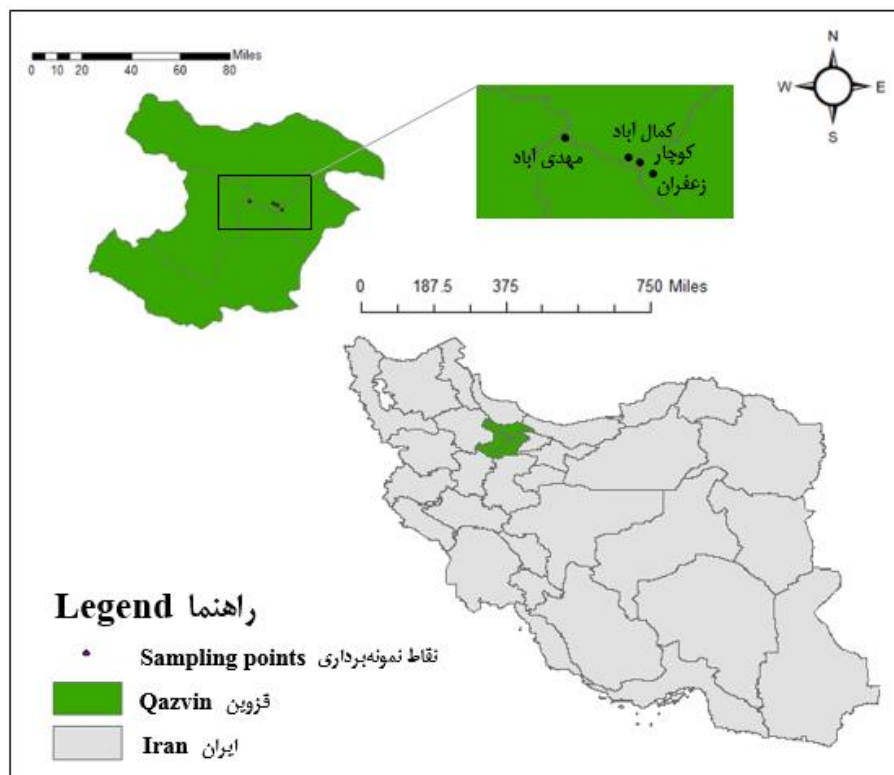 Miles
0 10 20 40 60 80
N
W E
S
کمال آباد
مهدی آباد
کوچار
زعفران
0 187.5 375 750 Miles
Legend راهنما
Sampling points نقاط نمونه‌برداری
Qazvin قزوین
Iran ایران